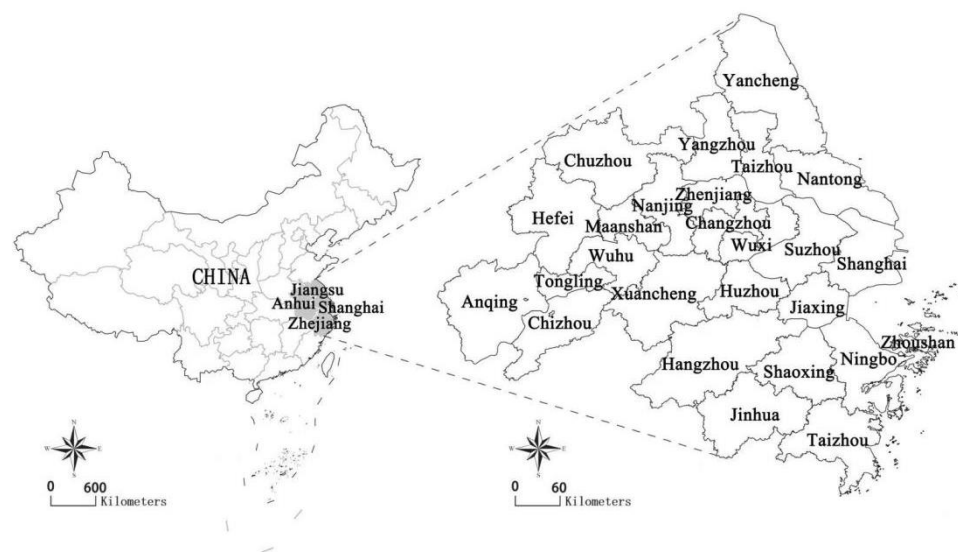 CHINA
Jiangsu
Anhui
Shanghai
Zhejiang
N
W
E
S
0 600
Kilometers
Yancheng
Yangzhou
Chuzhou
Taizhou
Nantong
Zhenjiang
Nanjing
Hefei
Maanshan
Changzhou
Wuxi
Suzhou
Wuhu
Shanghai
Tongling
Anqing
Xuancheng
Huzhou
Jiaxing
Chizhou
Zhoushan
Hangzhou
Shaoxing
Ningbo
Jinhua
Taizhou
N
W
E
S
0 60
Kilometers